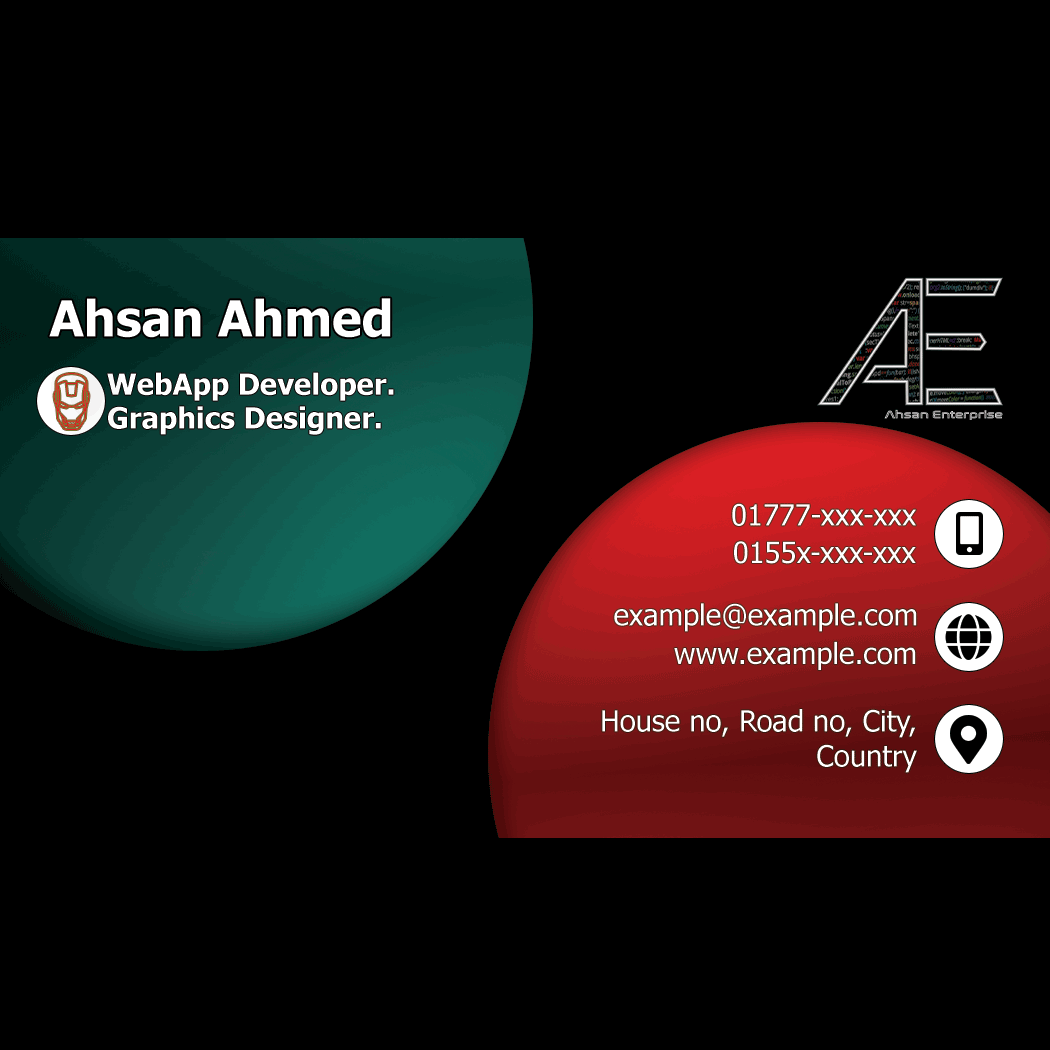 Ahsan Ahmed
WebApp Developer.
Graphics Designer.
AE
Ahsan Enterprise
01777-xxx-xxx
0155x-xxx-xxx
example@example.com
www.example.com
House no, Road no, City,
Country